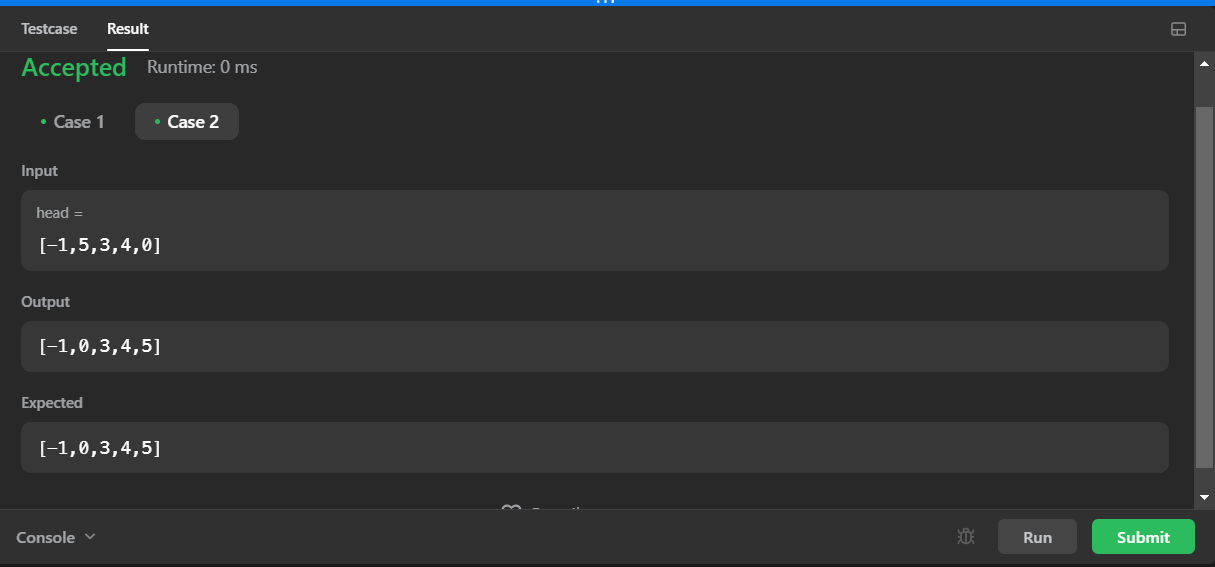 Testcase Result
Accepted Runtime: 0 ms
• Case 1 • Case 2
Input
head =
[-1,5,3,4,0]
Output
[-1,0,3,4,5]
Expected
[-1,0,3,4,5]
Console Run Submit